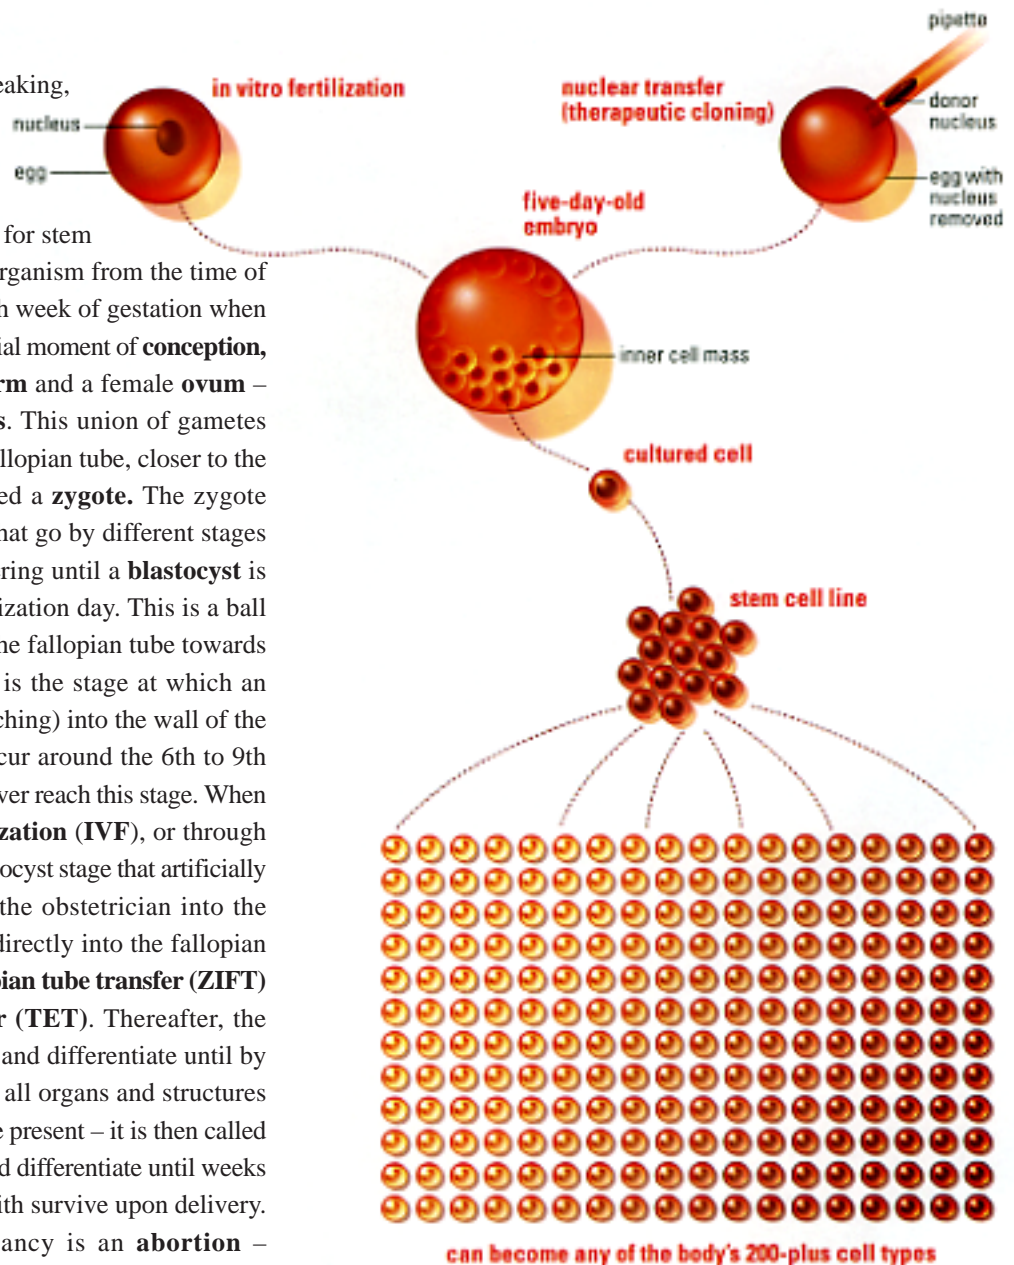 eaking,
for stem
organism from the time of
h week of gestation when
ial moment of conception,
rm and a female ovum –
s. This union of gametes
allopian tube, closer to the
ed a zygote. The zygote
hat go by different stages
ring until a blastocyst is
ization day. This is a ball
he fallopian tube towards
is the stage at which an
ching) into the wall of the
cur around the 6th to 9th
ver reach this stage. When
zation (IVF), or through
ocyst stage that artificially
the obstetrician into the
directly into the fallopian
pian tube transfer (ZIFT)
r (TET). Thereafter, the
and differentiate until by
all organs and structures
e present – it is then called
d differentiate until weeks
ith survive upon delivery.
ancy is an abortion –
in vitro fertilization
nucleus
egg
nuclear transfer
(therapeutic cloning)
pipette
donor
nucleus
egg with
nucleus
removed
five-day-old
embryo
inner cell mass
cultured cell
stem cell line
can become any of the body's 200-plus cell types